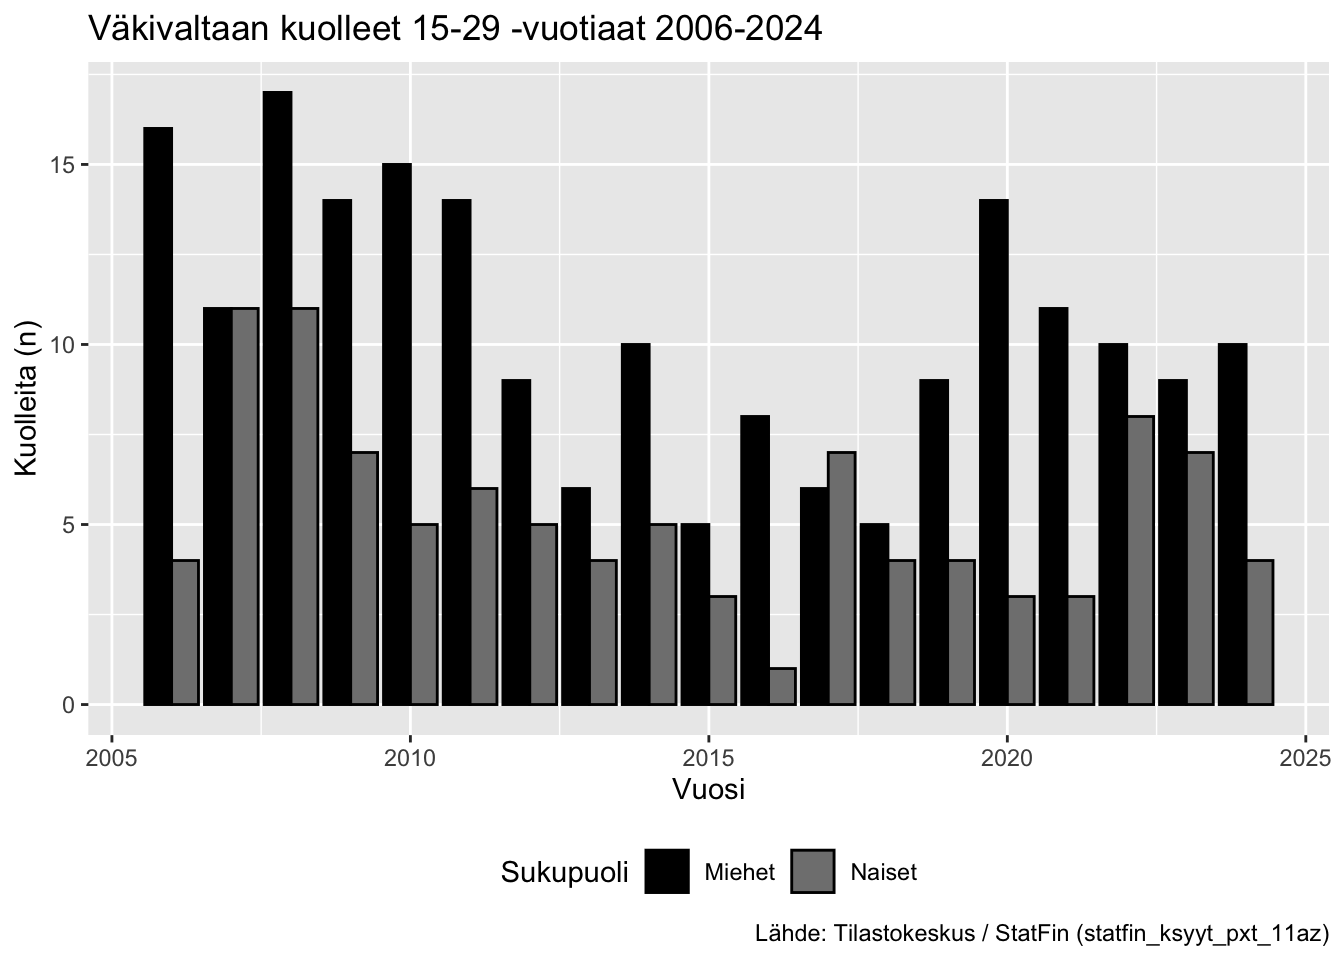 Väkivaltaan kuolleet 15-29 -vuotiaat 2006-2024
Kuolleita (n)
15
10
5
0
2005 2010 2015 2020 2025
Vuosi
Sukupuoli Miehet Naiset
Lähde: Tilastokeskus / StatFin (statfin_ksyyt_pxt_11az)